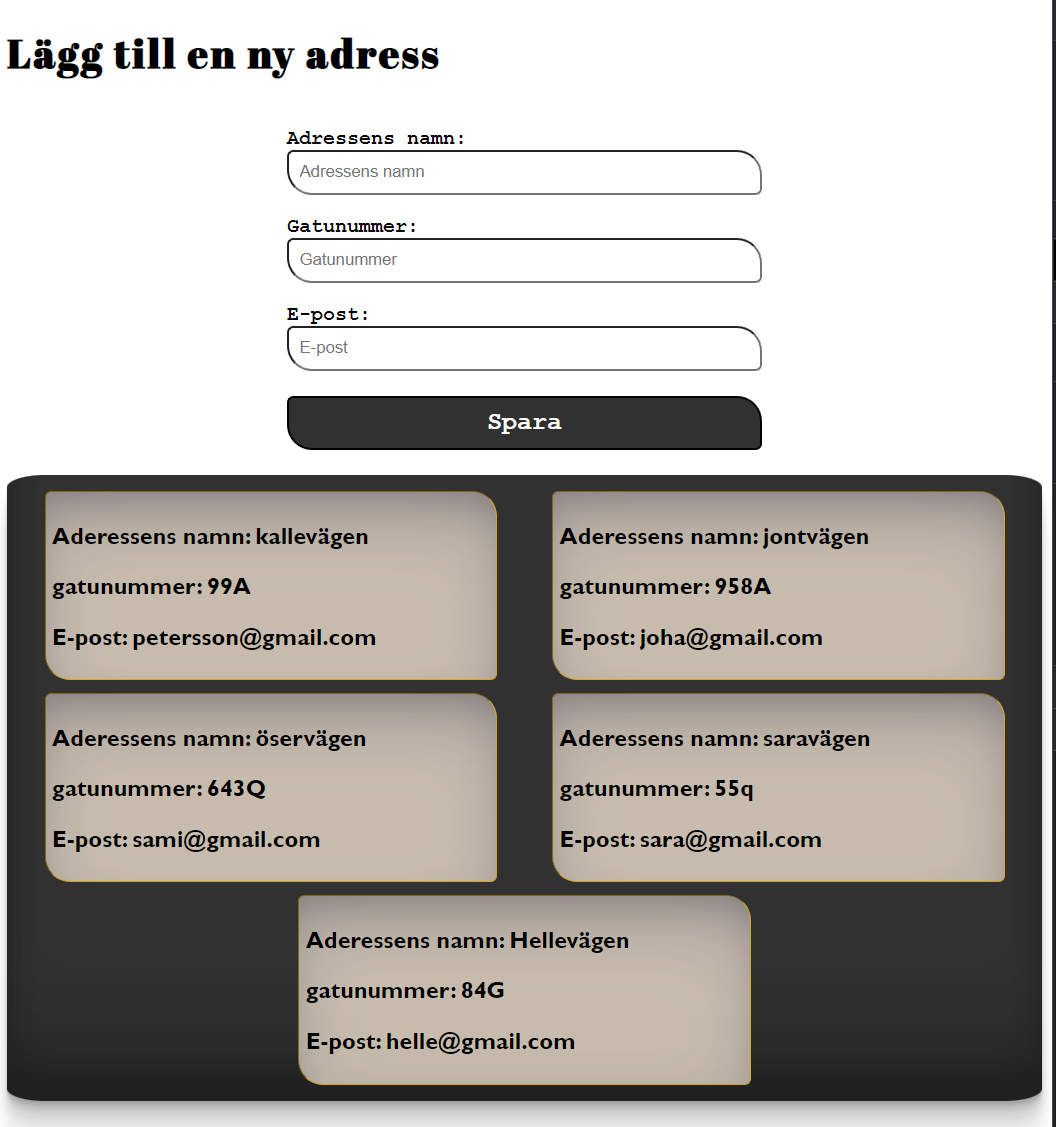 Lägg till en ny adress
Adressens namn:
Adressens namn
Gatunummer:
Gatunummer
E-post:
E-post
Spara
Aderessens namn: kallevägen
gatunummer: 99A
E-post: petersson@gmail.com
Aderessens namn: jontvägen
gatunummer: 958A
E-post: joha@gmail.com
Aderessens namn: öservägen
gatunummer: 643Q
E-post: sami@gmail.com
Aderessens namn: saravägen
gatunummer: 55q
E-post: sara@gmail.com
Aderessens namn: Hellevägen
gatunummer: 84G
E-post: helle@gmail.com